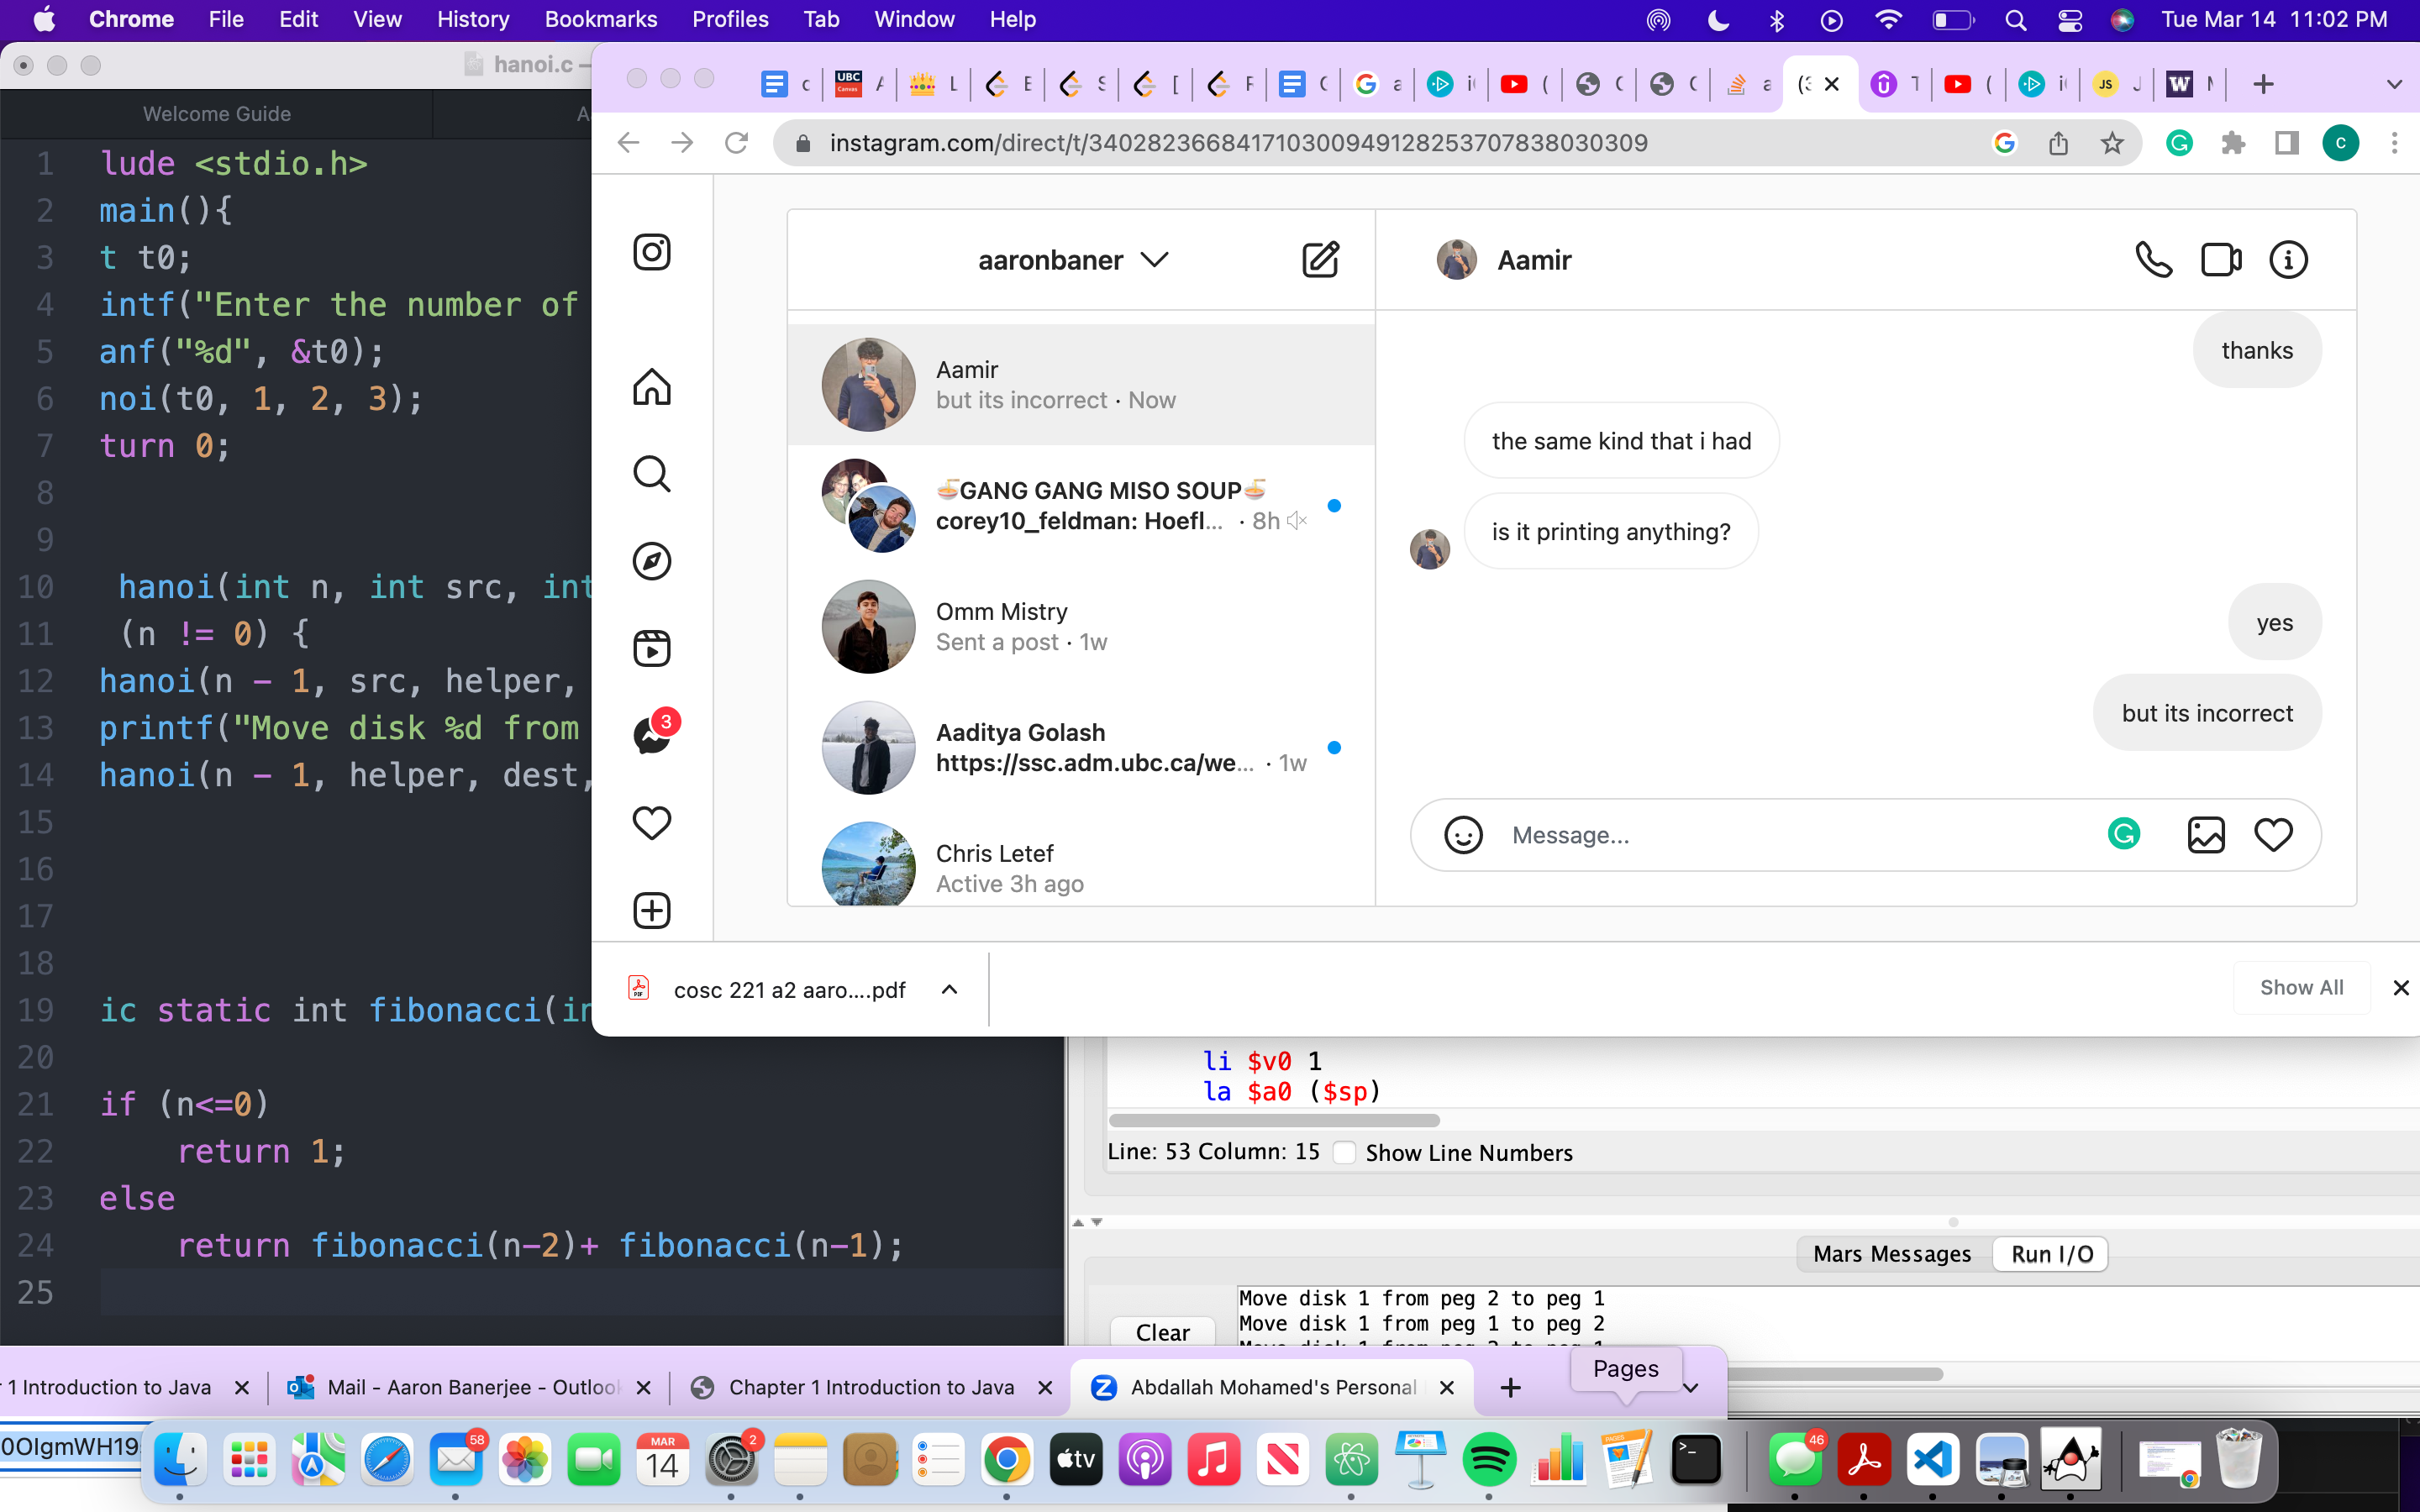 Chrome File Edit View History Bookmarks Profiles Tab Window Help Tue Mar 14 11:02 PM
hanoi.c —
Welcome Guide
1 lude <stdio.h>
2 main(){
3 t t0;
4 intf("Enter the number of
5 anf("%d", &t0);
6 noi(t0, 1, 2, 3);
7 turn 0;
8
9
10 hanoi(int n, int src, int
11 (n != 0) {
12 hanoi(n - 1, src, helper,
13 printf("Move disk %d from
14 hanoi(n - 1, helper, dest,
15
16
17
18
19 ic static int fibonacci(in
20
21 if (n<=0)
22 return 1;
23 else
24 return fibonacci(n-2)+ fibonacci(n-1);
25
UBC
Canvas
JS
W
instagram.com/direct/t/340282366841710300949128253707838030309
C
aaronbaner
Aamir
but its incorrect · Now
🍜GANG GANG MISO SOUP🍜
corey10_feldman: Hoefl... · 8h
Omm Mistry
Sent a post · 1w
Aaditya Golash
https://ssc.adm.ubc.ca/we... · 1w
Chris Letef
Active 3h ago
3
Aamir
thanks
the same kind that i had
is it printing anything?
yes
but its incorrect
Message...
cosc 221 a2 aaro....pdf
Show All
li $v0 1
la $a0 ($sp)
Line: 53 Column: 15 Show Line Numbers
Mars Messages Run I/O
Clear
Move disk 1 from peg 2 to peg 1
Move disk 1 from peg 1 to peg 2
Pages
1 Introduction to Java
Mail - Aaron Banerjee - Outloo
Chapter 1 Introduction to Java
Abdallah Mohamed's Personal
0OIgmWH19
58
MAR
14
2
tv
46